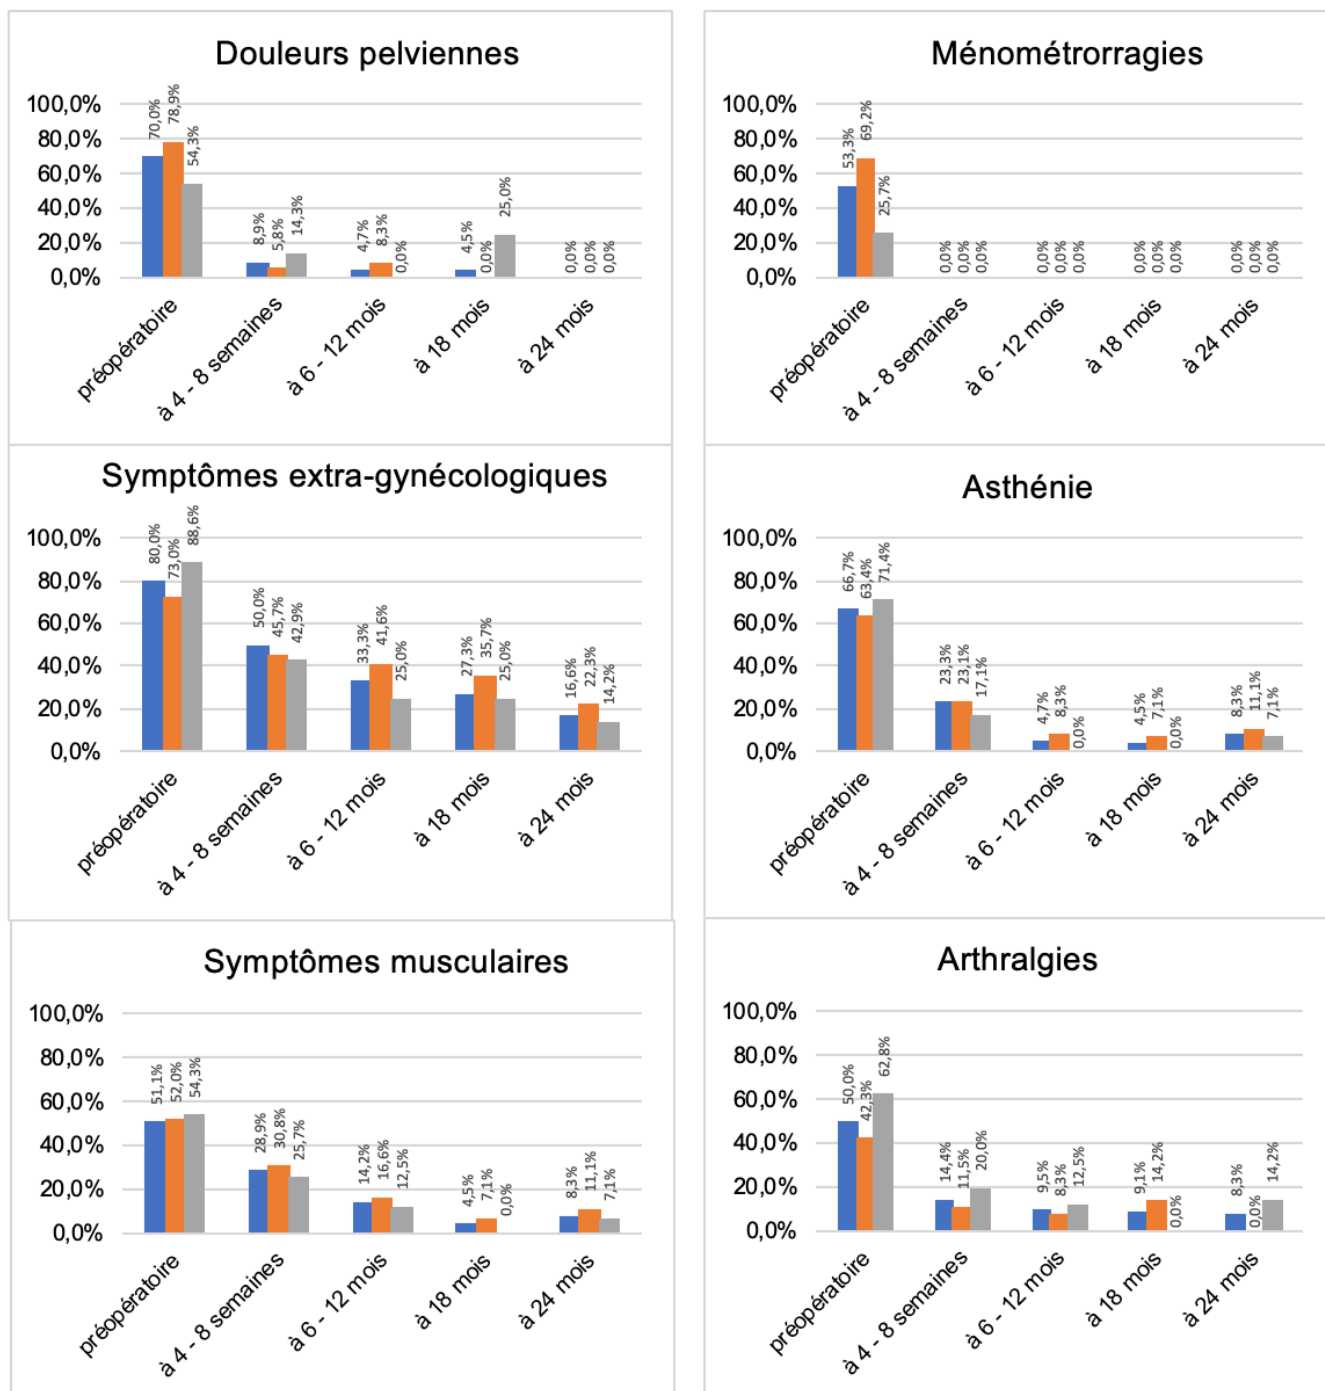 Douleurs pelviennes
100,0%
80,0%
60,0%
40,0%
20,0%
0,0%
70,0% 78,9% 54,3%
8,9% 5,8% 14,3%
4,7% 8,3% 0,0%
4,5% 0,0% 25,0%
0,0% 0,0% 0,0%
préopératoire
à 4 - 8 semaines
à 6 - 12 mois
à 18 mois
à 24 mois
Ménométrorragies
100,0%
80,0%
60,0%
40,0%
20,0%
0,0%
53,3% 69,2% 25,7%
0,0% 0,0% 0,0%
0,0% 0,0% 0,0%
0,0% 0,0% 0,0%
0,0% 0,0% 0,0%
préopératoire
à 4 - 8 semaines
à 6 - 12 mois
à 18 mois
à 24 mois
Symptômes extra-gynécologiques
100,0%
80,0%
60,0%
40,0%
20,0%
0,0%
80,0% 73,0% 88,6%
50,0% 45,7% 42,9%
33,3% 41,6% 25,0%
27,3% 35,7% 25,0%
16,6% 22,3% 14,2%
préopératoire
à 4 - 8 semaines
à 6 - 12 mois
à 18 mois
à 24 mois
Asthénie
100,0%
80,0%
60,0%
40,0%
20,0%
0,0%
66,7% 63,4% 71,4%
23,3% 23,1% 17,1%
4,7% 8,3% 0,0%
4,5% 7,1% 0,0%
8,3% 11,1% 7,1%
préopératoire
à 4 - 8 semaines
à 6 - 12 mois
à 18 mois
à 24 mois
Symptômes musculaires
100,0%
80,0%
60,0%
40,0%
20,0%
0,0%
51,1% 52,0% 54,3%
28,9% 30,8% 25,7%
14,2% 16,6% 12,5%
4,5% 7,1% 0,0%
8,3% 11,1% 7,1%
préopératoire
à 4 - 8 semaines
à 6 - 12 mois
à 18 mois
à 24 mois
Arthralgies
100,0%
80,0%
60,0%
40,0%
20,0%
0,0%
50,0% 42,3% 62,8%
14,4% 11,5% 20,0%
9,5% 8,3% 12,5%
9,1% 14,2% 0,0%
8,3% 0,0% 14,2%
préopératoire
à 4 - 8 semaines
à 6 - 12 mois
à 18 mois
à 24 mois